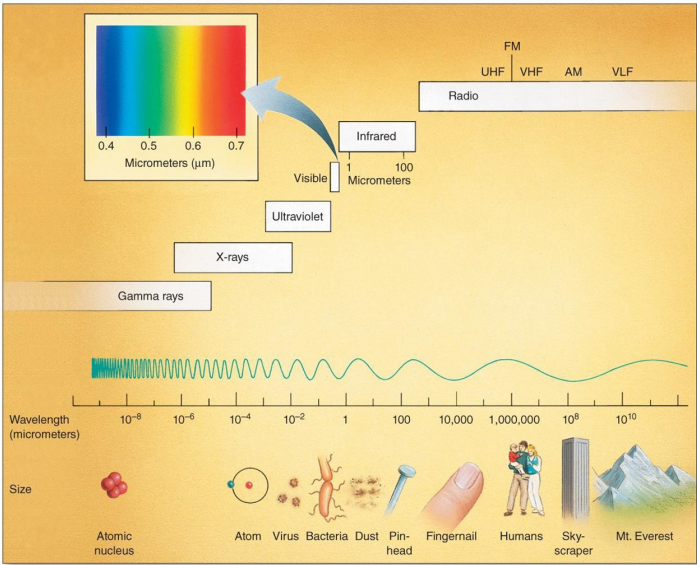 FM
UHF VHF AM VLF
Radio
Infrared
0.4 0.5 0.6 0.7
Micrometers (μm)
1 100
Visible Micrometers
Ultraviolet
X-rays
Gamma rays
Wavelength
(micrometers)
10⁻⁸ 10⁻⁶ 10⁻⁴ 10⁻² 1 100 10,000 1,000,000 10⁸ 10¹⁰
Size
Atomic
nucleus
Atom Virus Bacteria Dust
Pin-
head
Fingernail Humans
Sky-
scraper
Mt. Everest